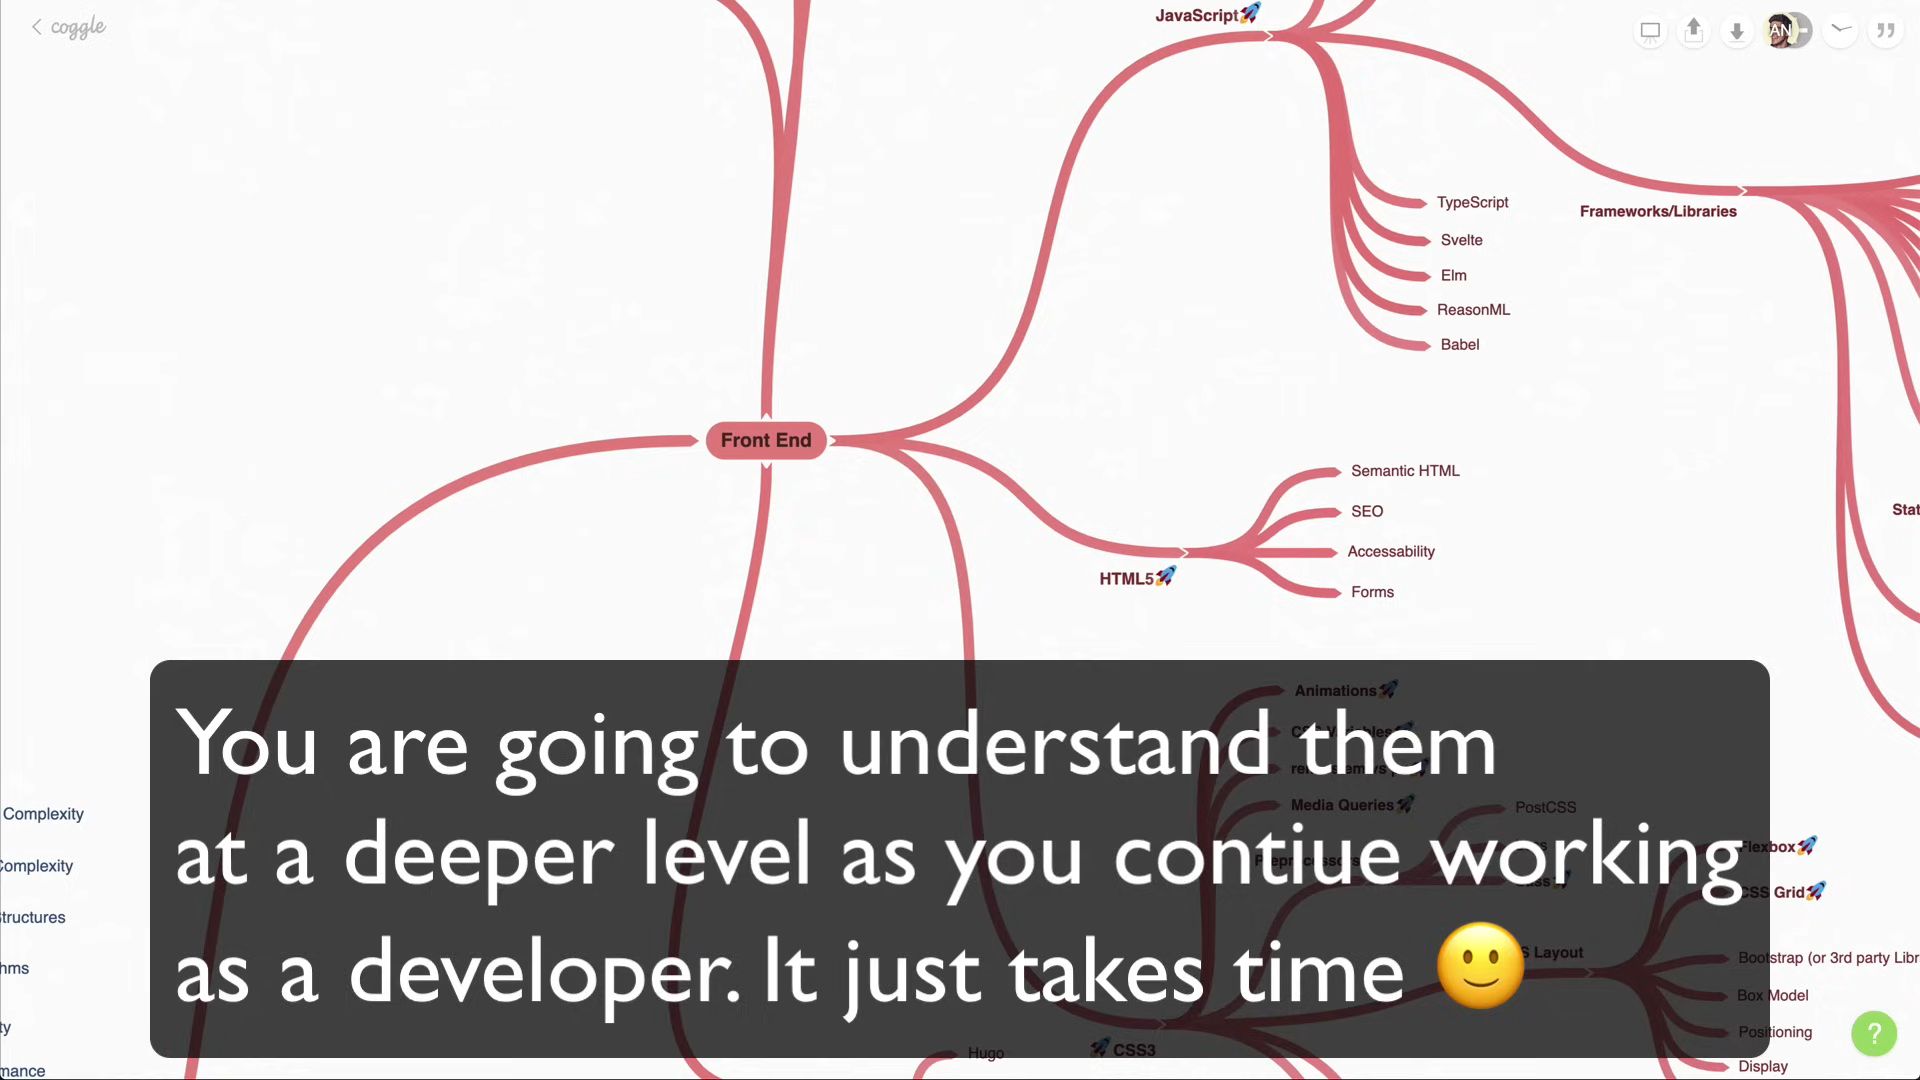 coggle
JavaScript🚀
AN
TypeScript
Frameworks/Libraries
Svelte
Elm
ReasonML
Babel
Front End
Semantic HTML
SEO
Accessability
HTML5🚀
Forms
Stat
Animations🚀
Media Queries🚀
PostCSS
You are going to understand them
at a deeper level as you contiue working
as a developer. It just takes time 🙂
Complexity
Complexity
Structures
hms
ty
mance
Flexbox🚀
CSS Grid🚀
S Layout
Bootstrap (or 3rd party Libr
Box Model
Positioning
Display
Hugo
🚀CSS3
?